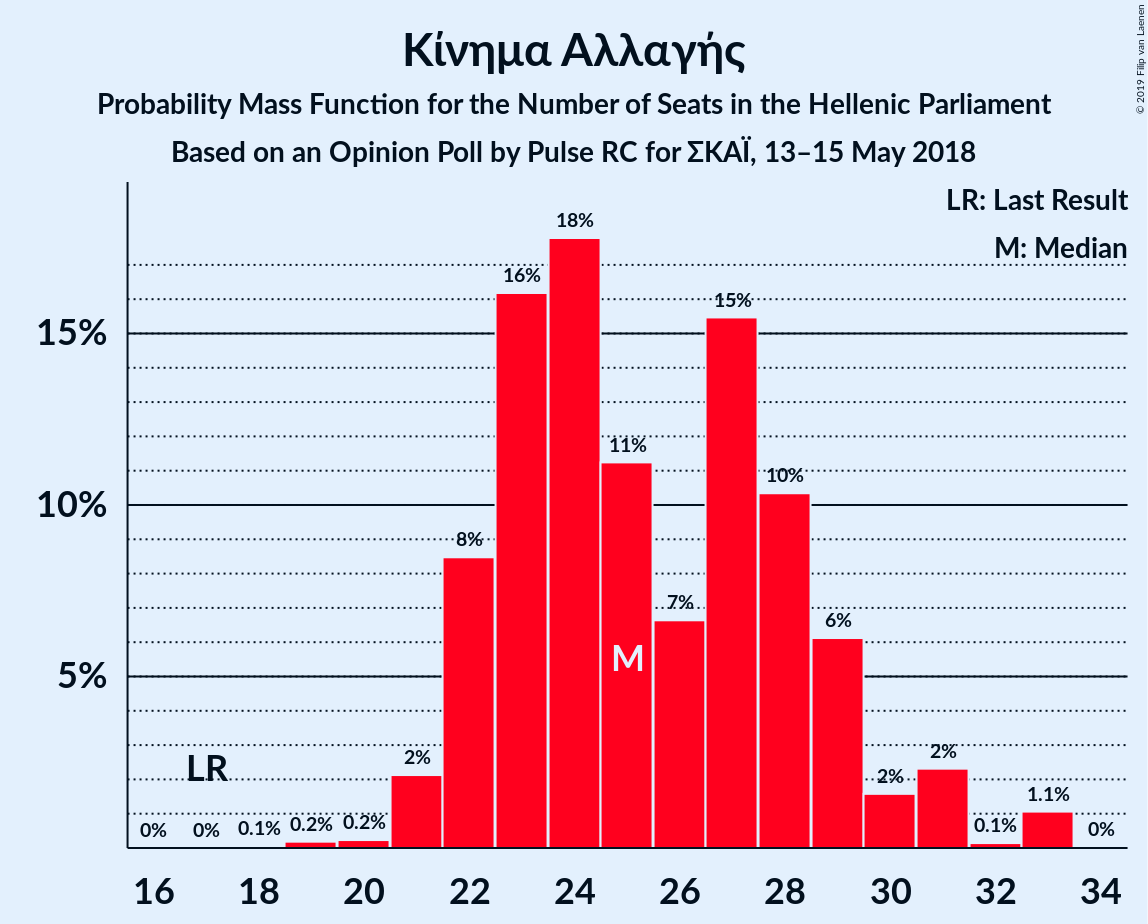 Κίνημα Αλλαγής
Probability Mass Function for the Number of Seats in the Hellenic Parliament
Based on an Opinion Poll by Pulse RC for ΣΚΑΪ, 13–15 May 2018
© 2019 Filip van Laenen
LR: Last Result
M: Median
15%
10%
5%
0%
0%
0.1%
0.2%
0.2%
2%
8%
16%
18%
11%
7%
15%
10%
6%
2%
2%
0.1%
1.1%
0%
LR
M
16 18 20 22 24 26 28 30 32 34